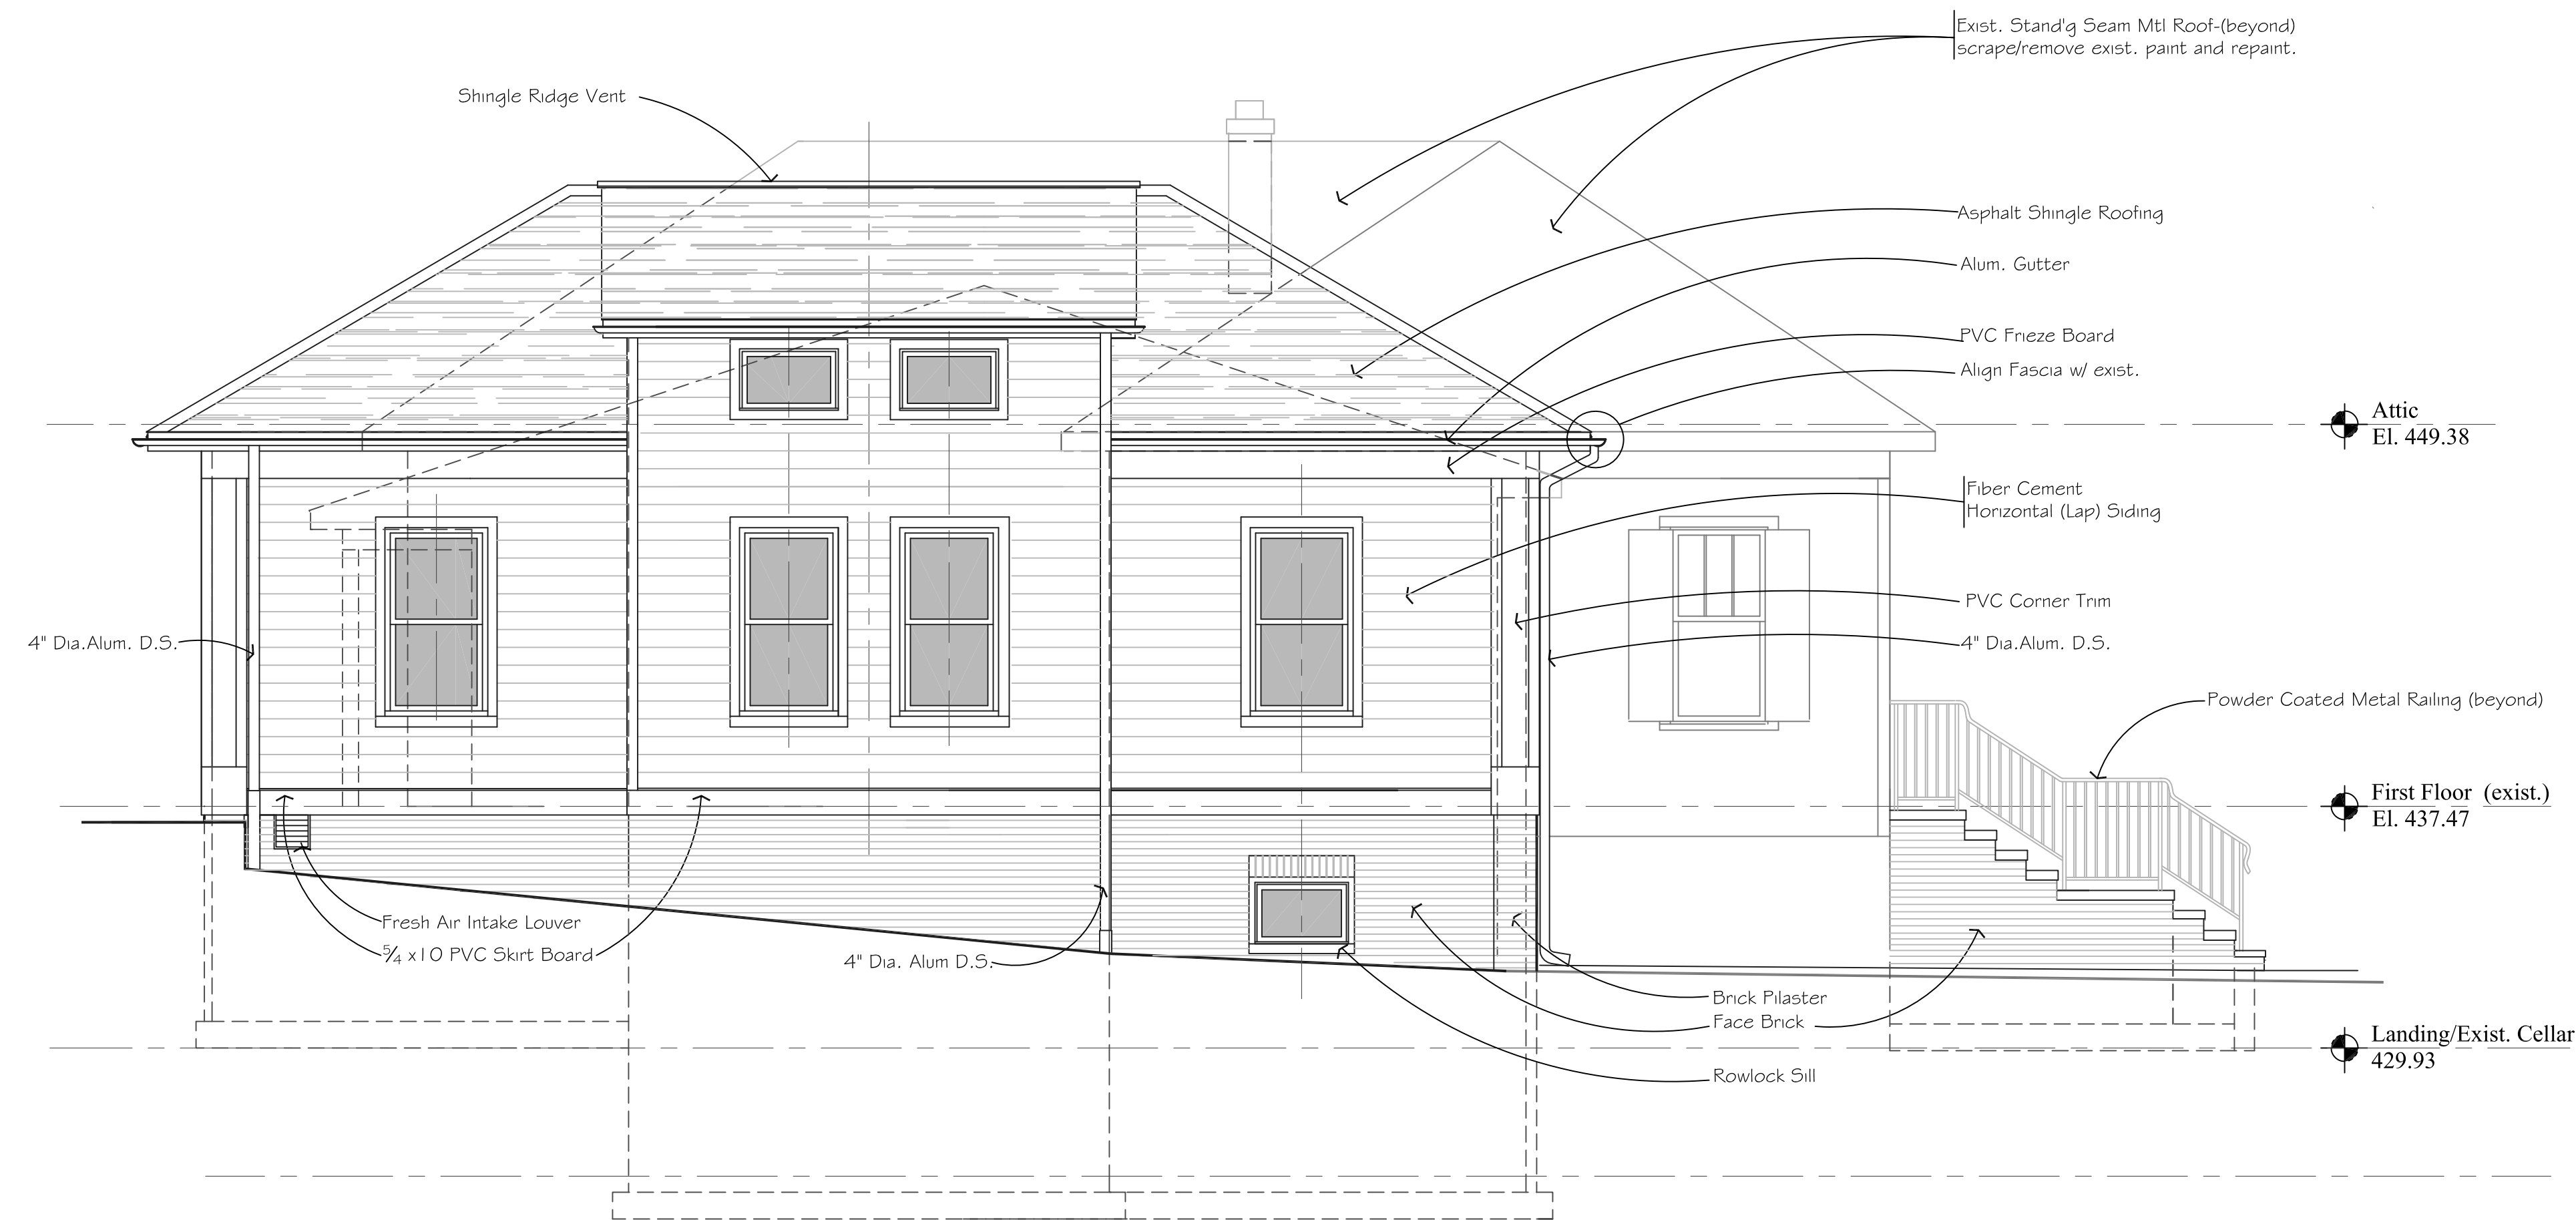 Exist. Stand'g Seam Mtl Roof-(beyond)
scrape/remove exist. paint and repaint.
Shingle Ridge Vent
Asphalt Shingle Roofing
Alum. Gutter
PVC Frieze Board
Align Fascia w/ exist.
Attic
El. 449.38
Fiber Cement
Horizontal (Lap) Siding
PVC Corner Trim
4" Dia.Alum. D.S.
4" Dia.Alum. D.S.
Powder Coated Metal Railing (beyond)
First Floor (exist.)
El. 437.47
Fresh Air Intake Louver
5/4 x10 PVC Skirt Board
4" Dia. Alum D.S.
Brick Pilaster
Face Brick
Landing/Exist. Cellar
429.93
Rowlock Sill